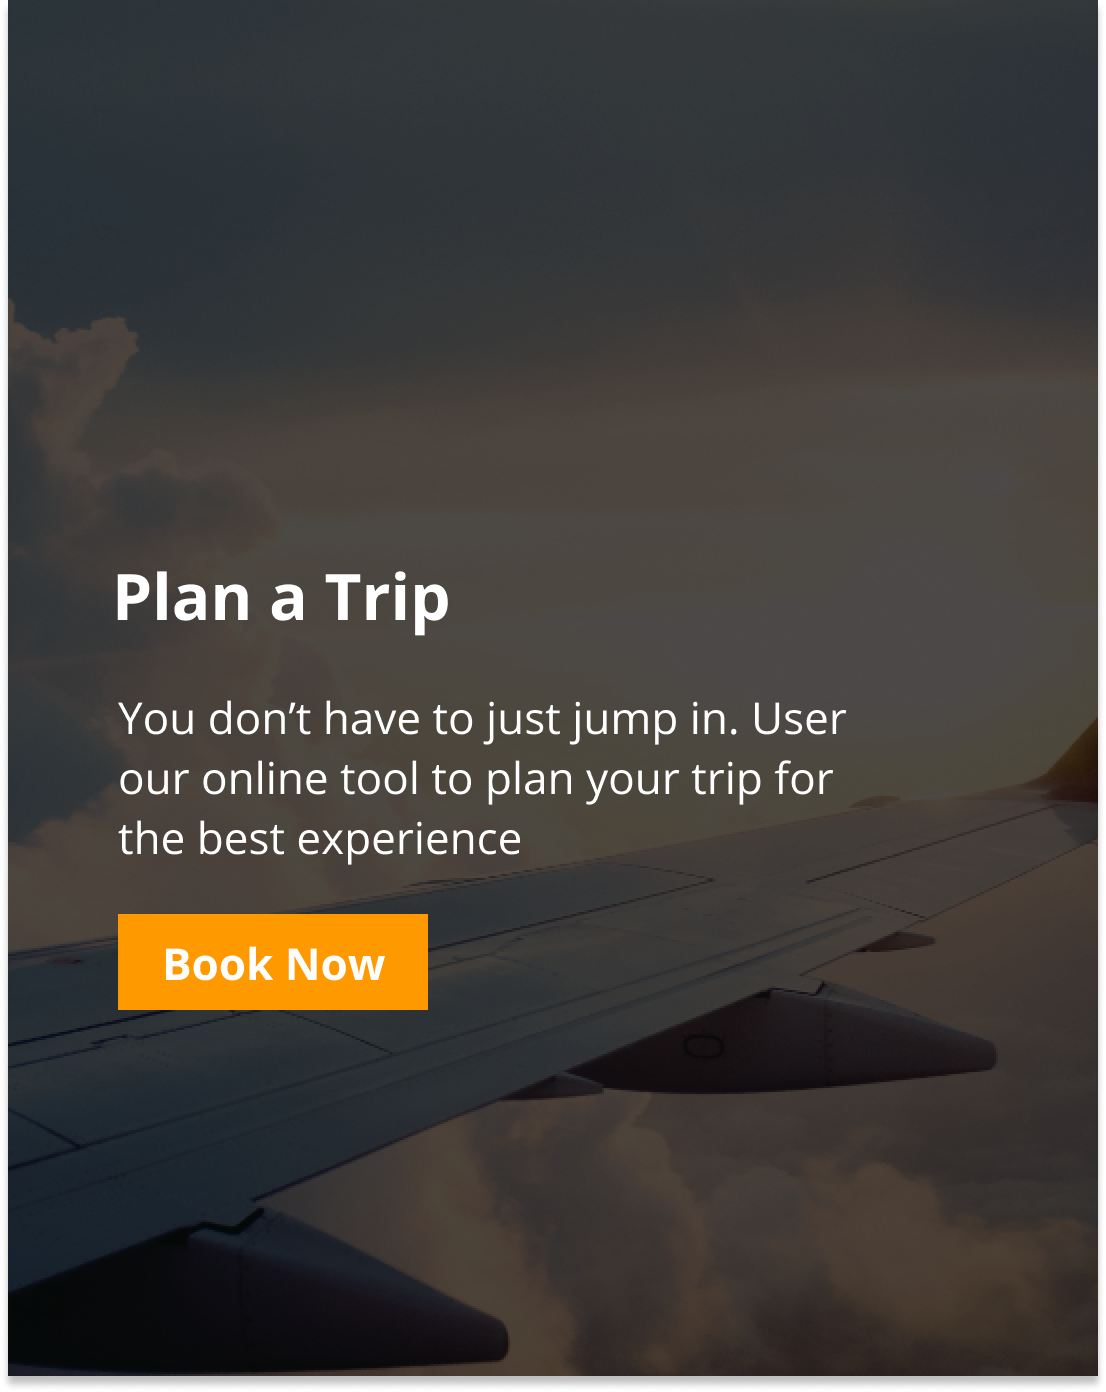 Plan a Trip
You don’t have to just jump in. User
our online tool to plan your trip for
the best experience
Book Now